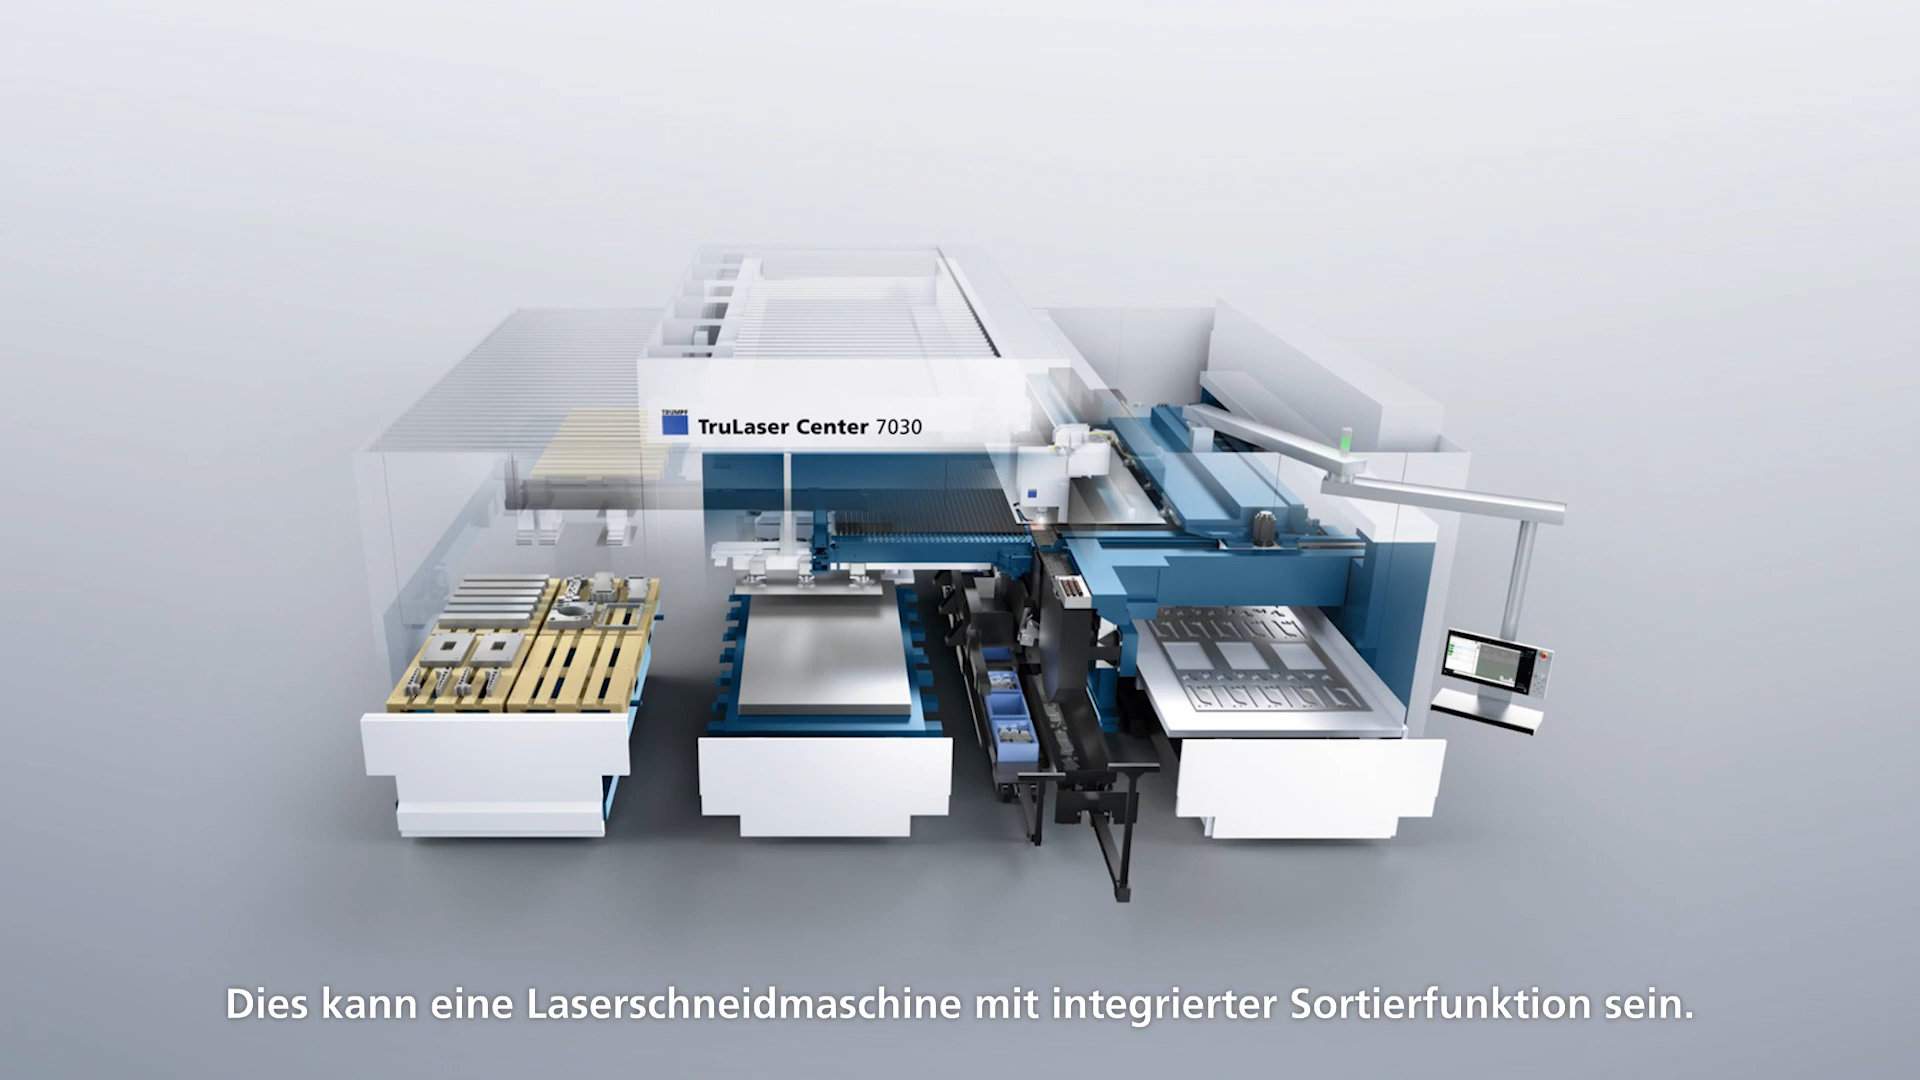 TRUMPF
TruLaser Center 7030
Dies kann eine Laserschneidmaschine mit integrierter Sortierfunktion sein.